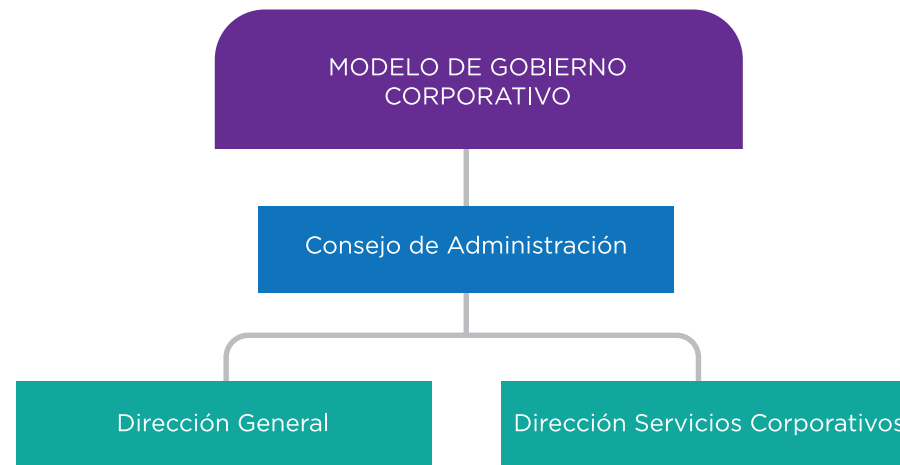 MODELO DE GOBIERNO
CORPORATIVO
Consejo de Administración
Dirección General
Dirección Servicios Corporativos